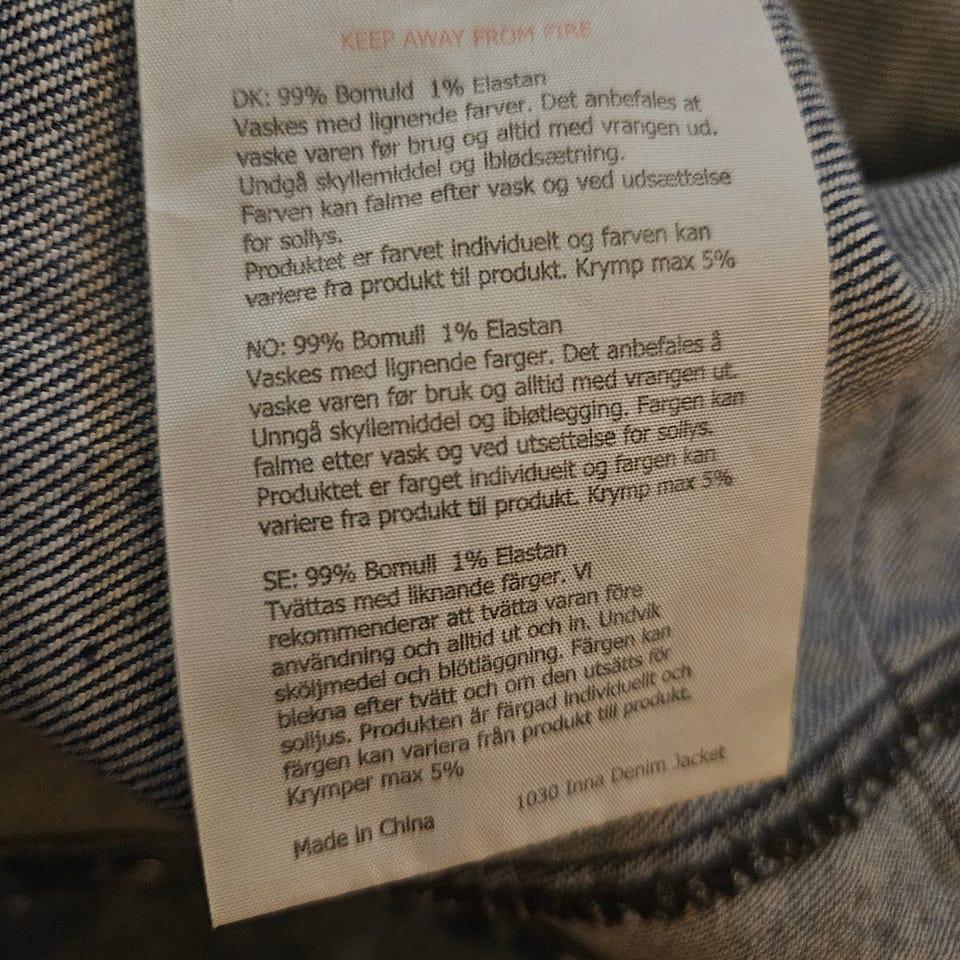 KEEP AWAY FROM FIRE
DK: 99% Bomuld 1% Elastan
Vaskes med lignende farver. Det anbefales at
vaske varen før brug og altid med vrangen ud.
Undgå skyllemiddel og iblødsætning.
Farven kan falme efter vask og ved udsættelse
for sollys.
Produktet er farvet individuelt og farven kan
variere fra produkt til produkt. Krymp max 5%
NO: 99% Bomull 1% Elastan
Vaskes med lignende farger. Det anbefales å
vaske varen før bruk og alltid med vrangen ut.
Unngå skyllemiddel og ibløtlegging. Fargen kan
falme etter vask og ved utsettelse for sollys.
Produktet er farget individuelt og fargen kan
variere fra produkt til produkt. Krymp max 5%
SE: 99% Bomull 1% Elastan
Tvättas med liknande färger. Vi
rekommenderar att tvätta varan före
användning och alltid ut och in. Undvik
sköljmedel och blötläggning. Färgen kan
blekna efter tvätt och om den utsätts för
solljus. Produkten är färgad individuellt och
färgen kan variera från produkt till produkt.
Krymper max 5%
1030 Inna Denim Jacket
Made in China